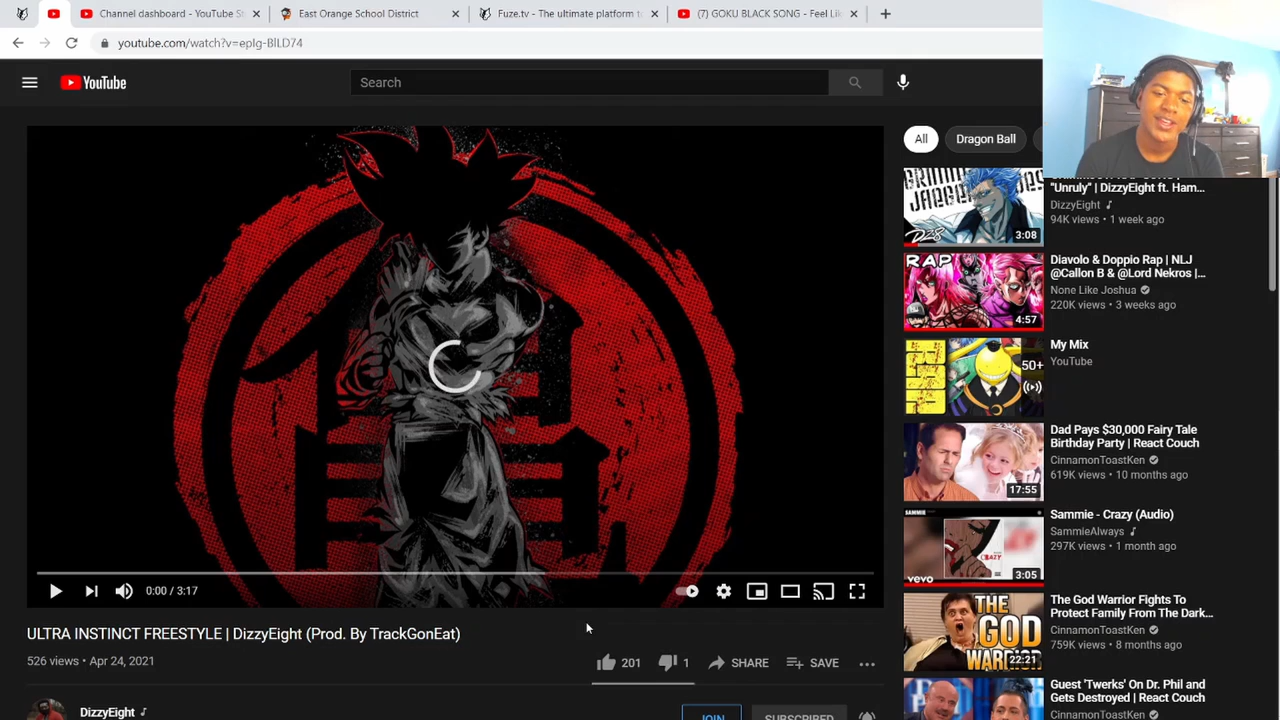 Channel dashboard - YouTube St
East Orange School District
Fuze.tv - The ultimate platform t
(7) GOKU BLACK SONG - Feel Li
youtube.com/watch?v=epIg-BlLD74
YouTube
Search
All
Dragon Ball
"Unruly" | DizzyEight ft. Ham...
DizzyEight
94K views • 1 week ago
3:08
RAP
Diavolo & Doppio Rap | NLJ
@Callon B & @Lord Nekros |...
None Like Joshua
220K views • 3 weeks ago
4:57
My Mix
YouTube
50+
Dad Pays $30,000 Fairy Tale
Birthday Party | React Couch
CinnamonToastKen
619K views • 10 months ago
17:55
SAMMIE
Sammie - Crazy (Audio)
SammieAlways
297K views • 1 month ago
CRAZY
vevo
3:05
THE
GOD
WARRIOR
The God Warrior Fights To
Protect Family From The Dark...
CinnamonToastKen
759K views • 8 months ago
22:21
Guest 'Twerks' On Dr. Phil and
Gets Destroyed | React Couch
CinnamonToastKen
0:00 / 3:17
ULTRA INSTINCT FREESTYLE | DizzyEight (Prod. By TrackGonEat)
526 views • Apr 24, 2021
201
1
SHARE
SAVE
DizzyEight
JOIN
SUBSCRIBED